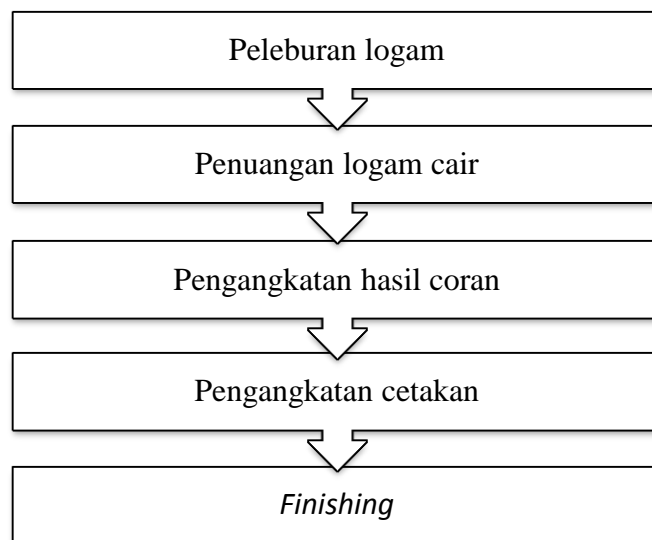 Peleburan logam
Penuangan logam cair
Pengangkatan hasil coran
Pengangkatan cetakan
Finishing